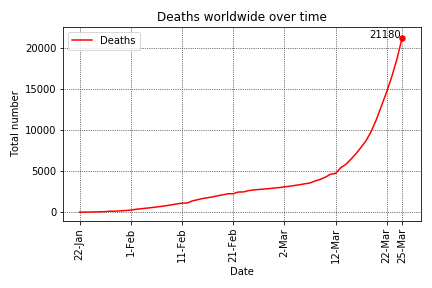 Deaths worldwide over time
Deaths
21180
Total number
20000
15000
10000
5000
0
22-Jan
1-Feb
11-Feb
21-Feb
2-Mar
12-Mar
22-Mar
25-Mar
Date